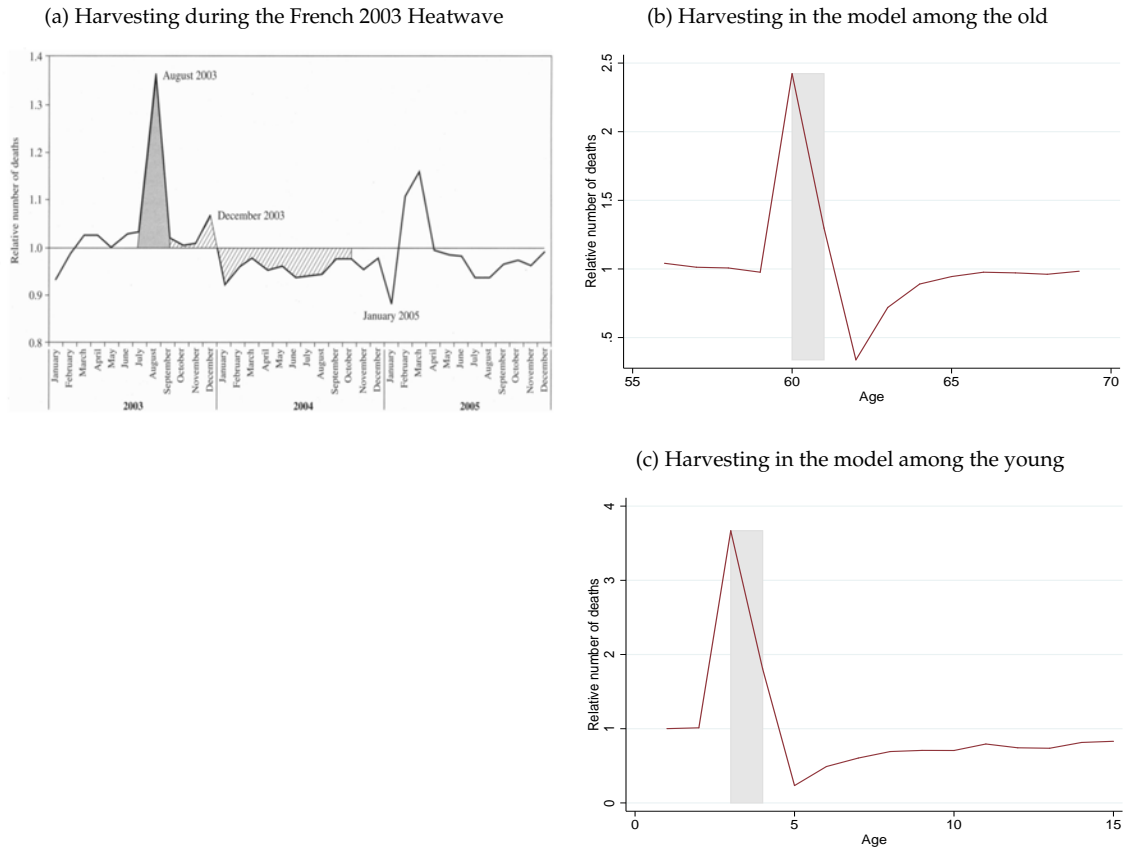 (a) Harvesting during the French 2003 Heatwave
1.4
1.3
1.2
1.1
1.0
0.9
0.8
Relative number of deaths
August 2003
December 2003
January 2005
January
February
March
April
May
June
July
August
September
October
November
December
January
February
March
April
May
June
July
August
September
October
November
December
January
February
March
April
May
June
July
August
September
October
November
December
2003
2004
2005
(b) Harvesting in the model among the old
2.5
2
1.5
1
.5
Relative number of deaths
55
60
65
70
Age
(c) Harvesting in the model among the young
4
3
2
1
0
Relative number of deaths
0
5
10
15
Age